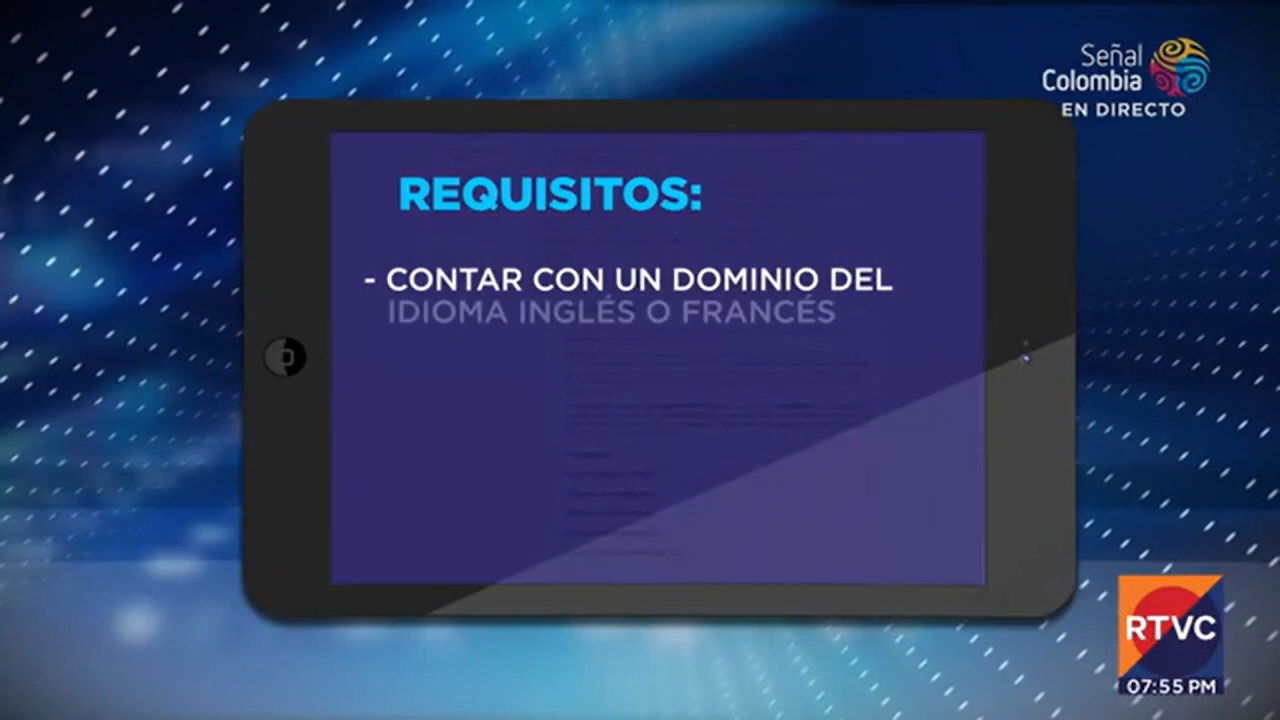 Señal
Colombia
EN DIRECTO
REQUISITOS:
- CONTAR CON UN DOMINIO DEL
IDIOMA INGLÉS O FRANCÉS
RTVC
07:55 PM